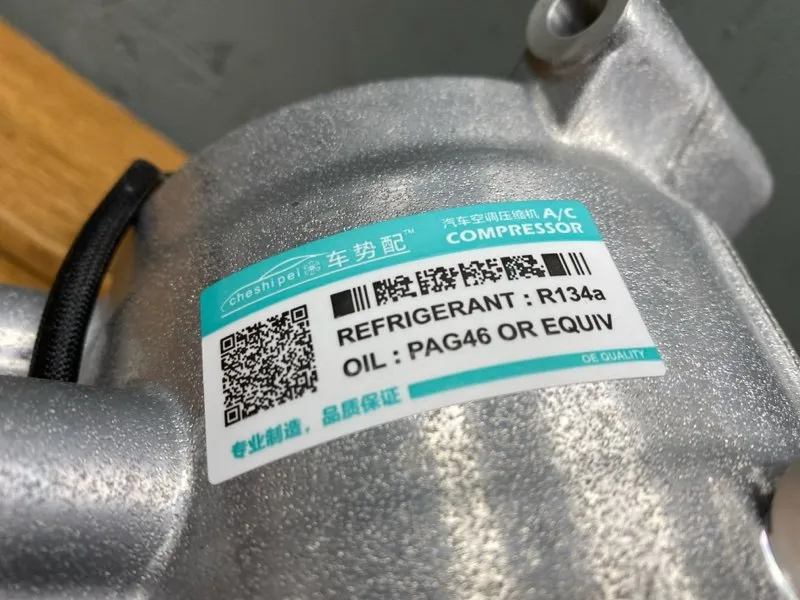 汽车空调压缩机 A/C
COMPRESSOR
cheshipei 车势配™
REFRIGERANT : R134a
OIL : PAG46 OR EQUIV
OE QUALITY
专业制造，品质保证